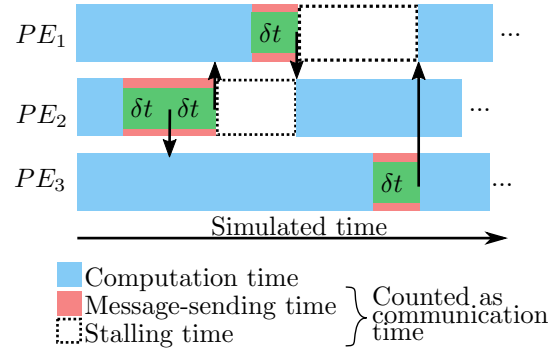 PE₁ δt ...
PE₂ δt δt ...
PE₃ δt ...
Simulated time
Computation time
Message-sending time
Stalling time
Counted as
communication
time